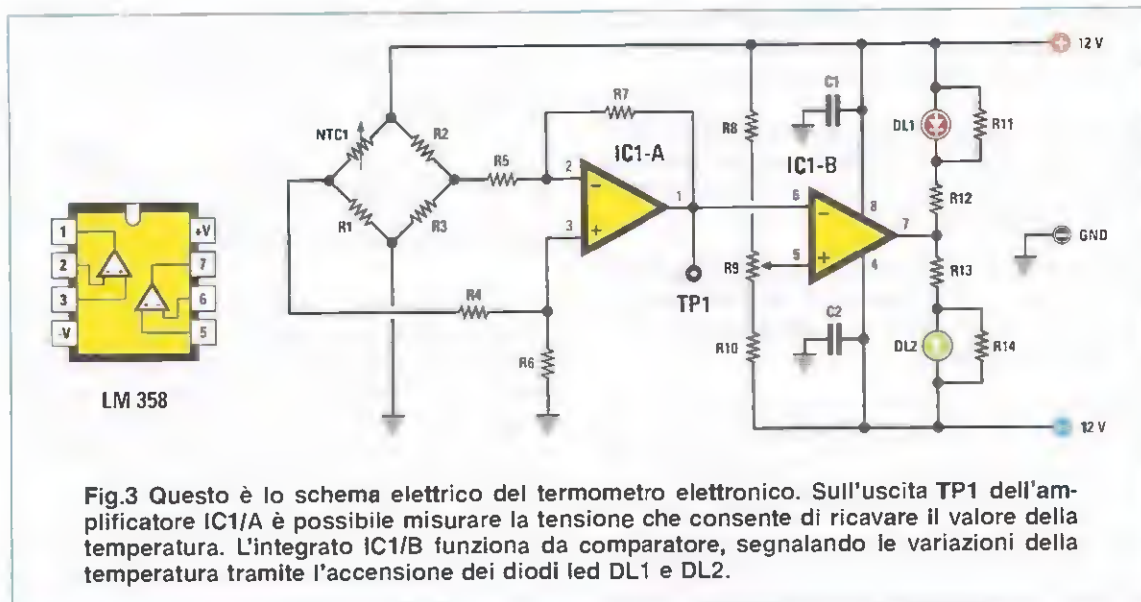 12 V
R7
C1
NTC1
R2
R8
DL1
R11
R5
2
IC1-A
IC1-B
1
+V
R1
R3
1
6
8
R12
2
7
3
7
GND
3
6
R9
5
4
R13
-V
5
R4
TP1
C2
R6
R10
DL2
R14
LM 358
12 V
Fig.3 Questo è lo schema elettrico del termometro elettronico. Sull'uscita TP1 dell'am-
plificatore IC1/A è possibile misurare la tensione che consente di ricavare il valore della
temperatura. L'integrato IC1/B funziona da comparatore, segnalando le variazioni della
temperatura tramite l'accensione dei diodi led DL1 e DL2.